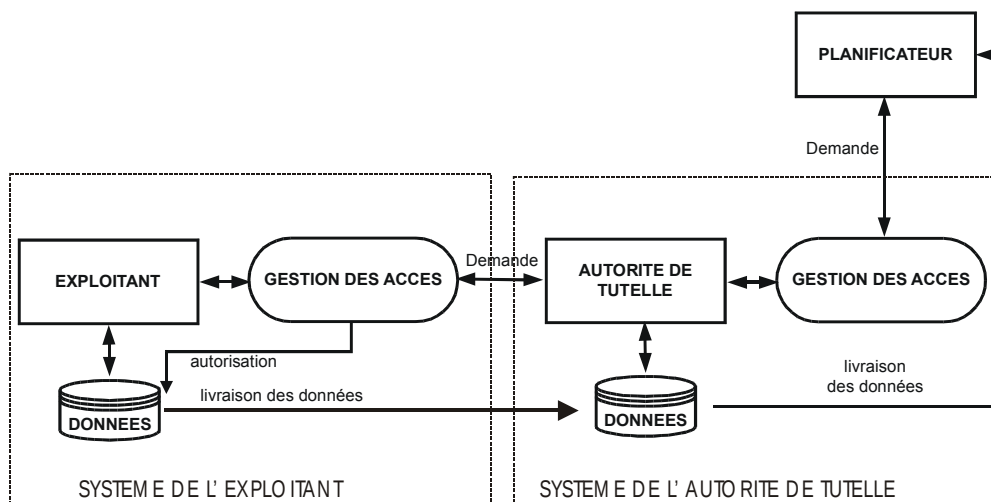 PLANIFICATEUR
Demande
EXPLOITANT
GESTION DES ACCES
Demande
AUTORITE DE
TUTELLE
GESTION DES ACCES
autorisation
livraison des données
livraison
des données
DONNEES
DONNEES
SYSTEME DE L' EXPLOITANT
SYSTEME DE L' AUTORITE DE TUTELLE